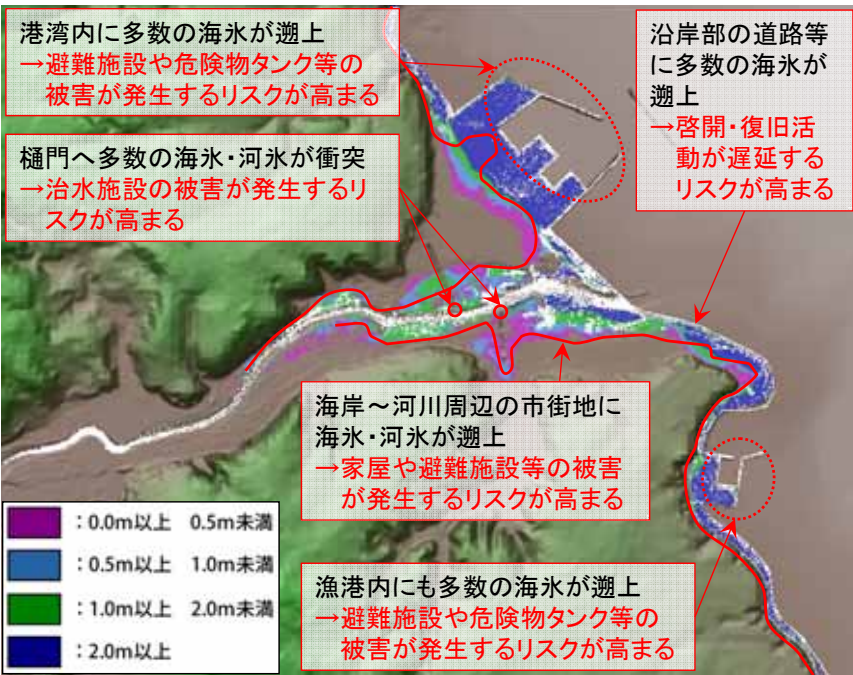 港湾内に多数の海氷が遡上
→避難施設や危険物タンク等の
被害が発生するリスクが高まる
樋門へ多数の海氷・河氷が衝突
→治水施設の被害が発生するリ
スクが高まる
沿岸部の道路等
に多数の海氷が
遡上
→啓開・復旧活
動が遅延する
リスクが高まる
海岸～河川周辺の市街地に
海氷・河氷が遡上
→家屋や避難施設等の被害
が発生するリスクが高まる
漁港内にも多数の海氷が遡上
→避難施設や危険物タンク等の
被害が発生するリスクが高まる
：0.0m以上 0.5m未満
：0.5m以上 1.0m未満
：1.0m以上 2.0m未満
：2.0m以上